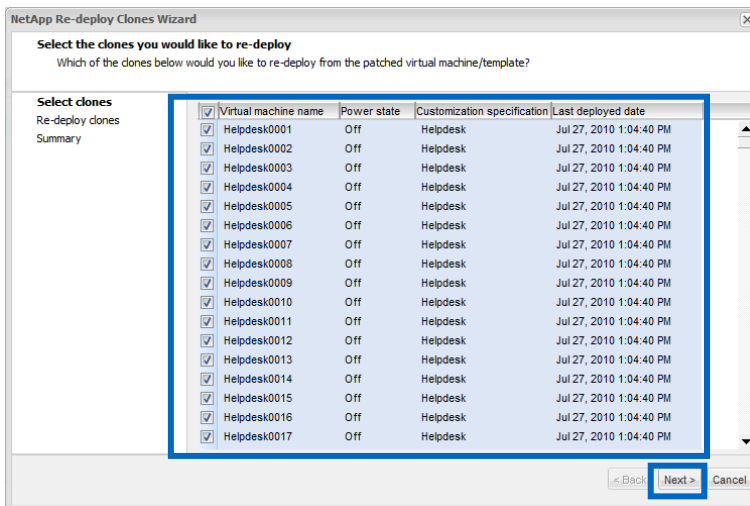 NetApp Re-deploy Clones Wizard
Select the clones you would like to re-deploy
Which of the clones below would you like to re-deploy from the patched virtual machine/template?
Select clones
Re-deploy clones
Summary
Virtual machine name Power state Customization specification Last deployed date
Helpdesk0001 Off Helpdesk Jul 27, 2010 1:04:40 PM
Helpdesk0002 Off Helpdesk Jul 27, 2010 1:04:40 PM
Helpdesk0003 Off Helpdesk Jul 27, 2010 1:04:40 PM
Helpdesk0004 Off Helpdesk Jul 27, 2010 1:04:40 PM
Helpdesk0005 Off Helpdesk Jul 27, 2010 1:04:40 PM
Helpdesk0006 Off Helpdesk Jul 27, 2010 1:04:40 PM
Helpdesk0007 Off Helpdesk Jul 27, 2010 1:04:40 PM
Helpdesk0008 Off Helpdesk Jul 27, 2010 1:04:40 PM
Helpdesk0009 Off Helpdesk Jul 27, 2010 1:04:40 PM
Helpdesk0010 Off Helpdesk Jul 27, 2010 1:04:40 PM
Helpdesk0011 Off Helpdesk Jul 27, 2010 1:04:40 PM
Helpdesk0012 Off Helpdesk Jul 27, 2010 1:04:40 PM
Helpdesk0013 Off Helpdesk Jul 27, 2010 1:04:40 PM
Helpdesk0014 Off Helpdesk Jul 27, 2010 1:04:40 PM
Helpdesk0015 Off Helpdesk Jul 27, 2010 1:04:40 PM
Helpdesk0016 Off Helpdesk Jul 27, 2010 1:04:40 PM
Helpdesk0017 Off Helpdesk Jul 27, 2010 1:04:40 PM
< Back Next > Cancel